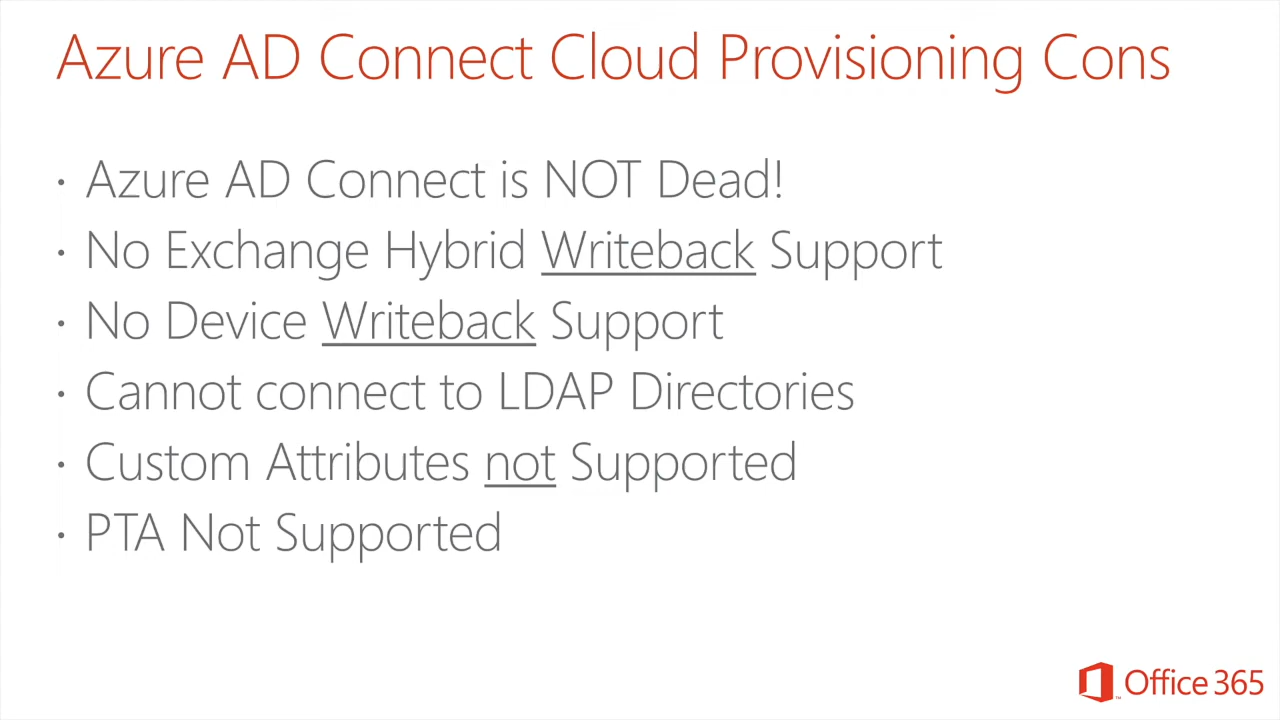 Azure AD Connect Cloud Provisioning Cons
· Azure AD Connect is NOT Dead!
· No Exchange Hybrid Writeback Support
· No Device Writeback Support
· Cannot connect to LDAP Directories
· Custom Attributes not Supported
· PTA Not Supported
Office 365